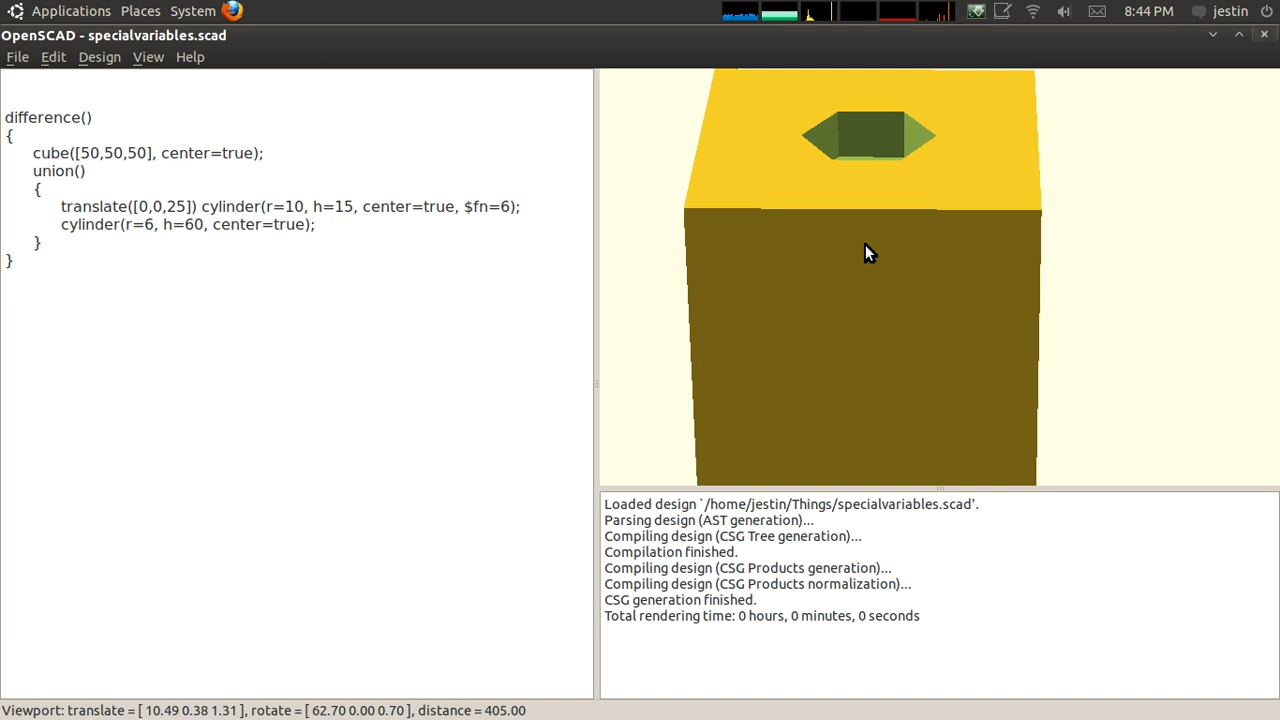 Applications Places System 8:44 PM jestin
OpenSCAD - specialvariables.scad
File Edit Design View Help
difference()
{
cube([50,50,50], center=true);
union()
{
translate([0,0,25]) cylinder(r=10, h=15, center=true, $fn=6);
cylinder(r=6, h=60, center=true);
}
}
Loaded design `/home/jestin/Things/specialvariables.scad'.
Parsing design (AST generation)...
Compiling design (CSG Tree generation)...
Compilation finished.
Compiling design (CSG Products generation)...
Compiling design (CSG Products normalization)...
CSG generation finished.
Total rendering time: 0 hours, 0 minutes, 0 seconds
Viewport: translate = [ 10.49 0.38 1.31 ], rotate = [ 62.70 0.00 0.70 ], distance = 405.00